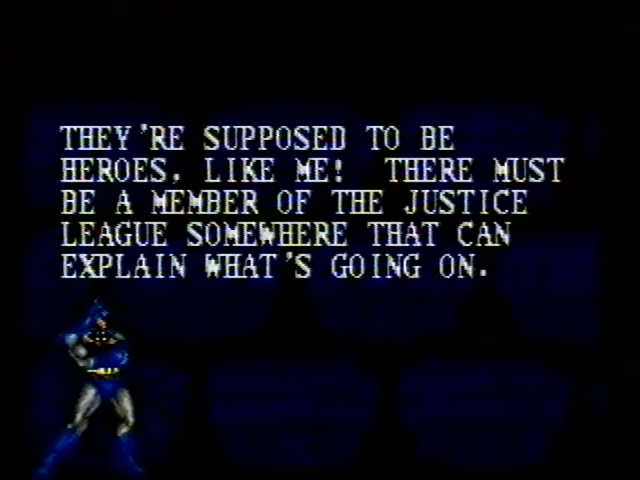 THEY'RE SUPPOSED TO BE
HEROES, LIKE ME!  THERE MUST
BE A MEMBER OF THE JUSTICE
LEAGUE SOMEWHERE THAT CAN
EXPLAIN WHAT'S GOING ON.